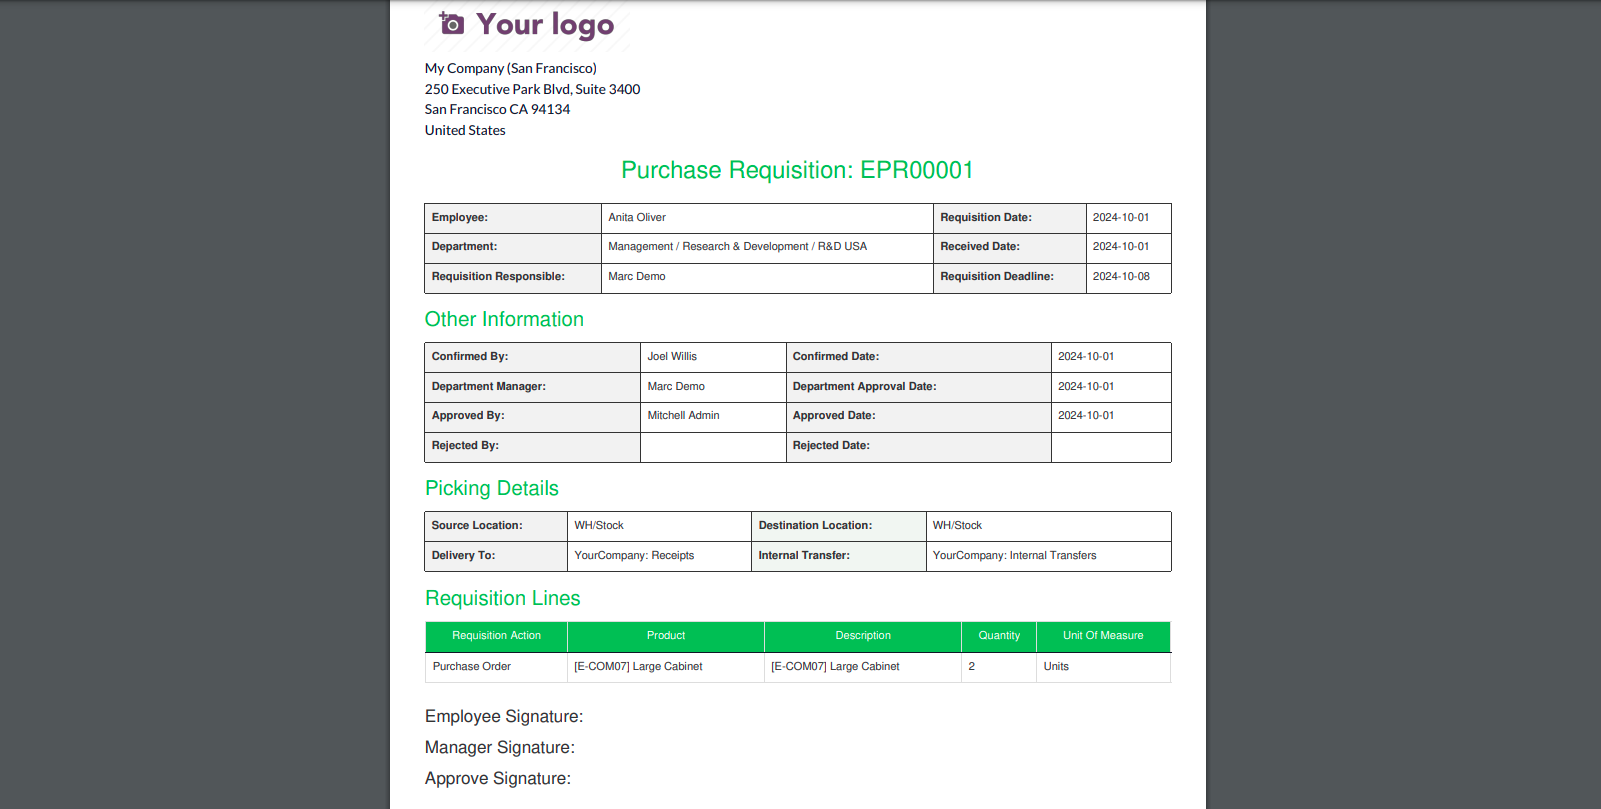 Your logo
My Company (San Francisco)
250 Executive Park Blvd, Suite 3400
San Francisco CA 94134
United States
Purchase Requisition: EPR00001
Employee: Anita Oliver Requisition Date: 2024-10-01
Department: Management / Research & Development / R&D USA Received Date: 2024-10-01
Requisition Responsible: Marc Demo Requisition Deadline: 2024-10-08
Other Information
Confirmed By: Joel Willis Confirmed Date: 2024-10-01
Department Manager: Marc Demo Department Approval Date: 2024-10-01
Approved By: Mitchell Admin Approved Date: 2024-10-01
Rejected By: Rejected Date:
Picking Details
Source Location: WH/Stock Destination Location: WH/Stock
Delivery To: YourCompany: Receipts Internal Transfer: YourCompany: Internal Transfers
Requisition Lines
Requisition Action Product Description Quantity Unit Of Measure
Purchase Order [E-COM07] Large Cabinet [E-COM07] Large Cabinet 2 Units
Employee Signature:
Manager Signature:
Approve Signature: